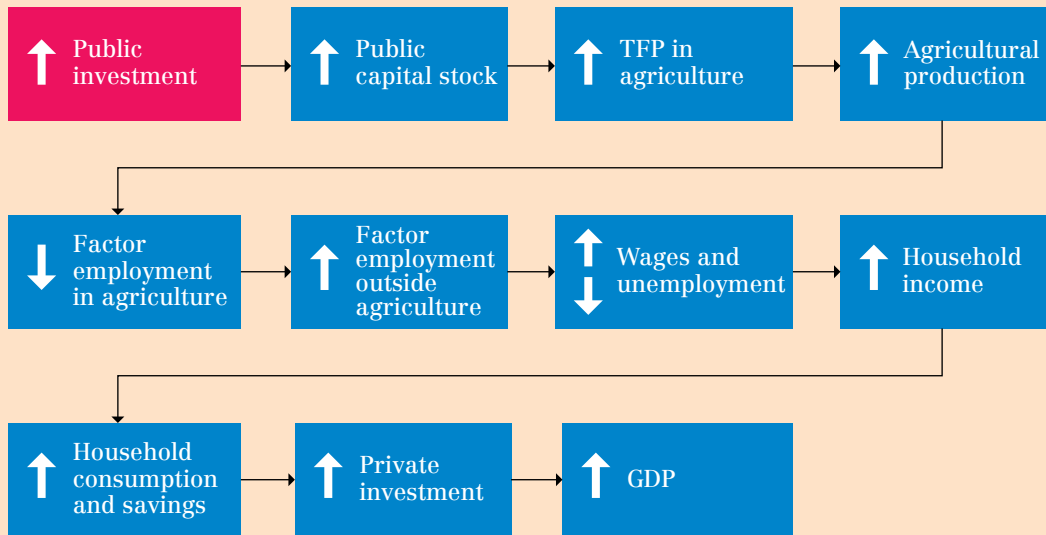 Public
investment
Public
capital stock
TFP in
agriculture
Agricultural
production
Factor
employment
in agriculture
Factor
employment
outside
agriculture
Wages and
unemployment
Household
income
Household
consumption
and savings
Private
investment
GDP